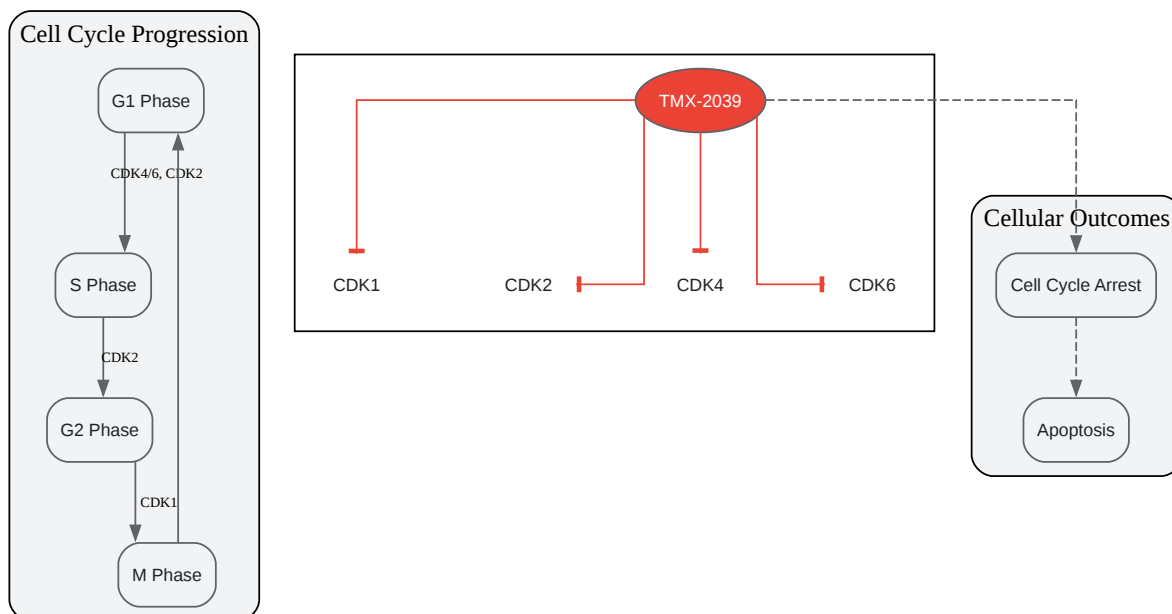 Cell Cycle Progression
G1 Phase
CDK4/6, CDK2
S Phase
CDK2
G2 Phase
CDK1
M Phase
TMX-2039
CDK1
CDK2
CDK4
CDK6
Cellular Outcomes
Cell Cycle Arrest
Apoptosis